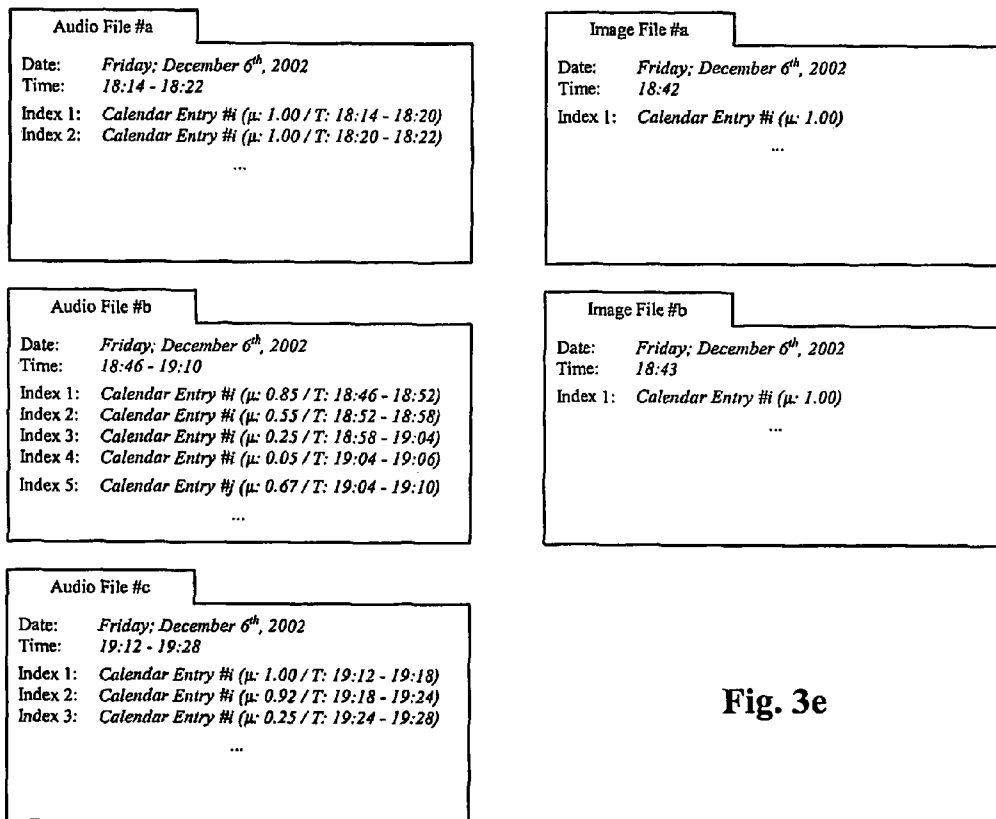 Audio File #a
Date: Friday; December 6th, 2002
Time: 18:14 - 18:22
Index 1: Calendar Entry #i (μ: 1.00 / T: 18:14 - 18:20)
Index 2: Calendar Entry #i (μ: 1.00 / T: 18:20 - 18:22)
...
Image File #a
Date: Friday; December 6th, 2002
Time: 18:42
Index 1: Calendar Entry #i (μ: 1.00)
...
Audio File #b
Date: Friday; December 6th, 2002
Time: 18:46 - 19:10
Index 1: Calendar Entry #i (μ: 0.85 / T: 18:46 - 18:52)
Index 2: Calendar Entry #i (μ: 0.55 / T: 18:52 - 18:58)
Index 3: Calendar Entry #i (μ: 0.25 / T: 18:58 - 19:04)
Index 4: Calendar Entry #i (μ: 0.05 / T: 19:04 - 19:06)
Index 5: Calendar Entry #j (μ: 0.67 / T: 19:04 - 19:10)
...
Image File #b
Date: Friday; December 6th, 2002
Time: 18:43
Index 1: Calendar Entry #i (μ: 1.00)
...
Audio File #c
Date: Friday; December 6th, 2002
Time: 19:12 - 19:28
Index 1: Calendar Entry #i (μ: 1.00 / T: 19:12 - 19:18)
Index 2: Calendar Entry #i (μ: 0.92 / T: 19:18 - 19:24)
Index 3: Calendar Entry #i (μ: 0.25 / T: 19:24 - 19:28)
...
Fig. 3e